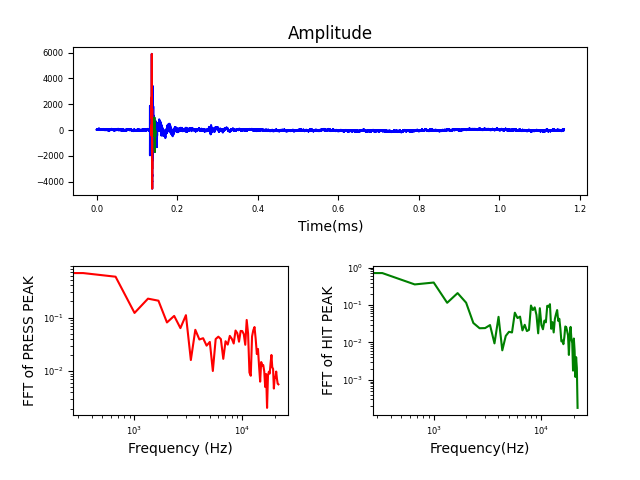 Amplitude
6000
4000
2000
0
−2000
−4000
0.0 0.2 0.4 0.6 0.8 1.0 1.2
Time(ms)
FFT of PRESS PEAK
10⁻¹
10⁻²
10³ 10⁴
Frequency (Hz)
FFT of HIT PEAK
10⁰
10⁻¹
10⁻²
10⁻³
10³ 10⁴
Frequency(Hz)